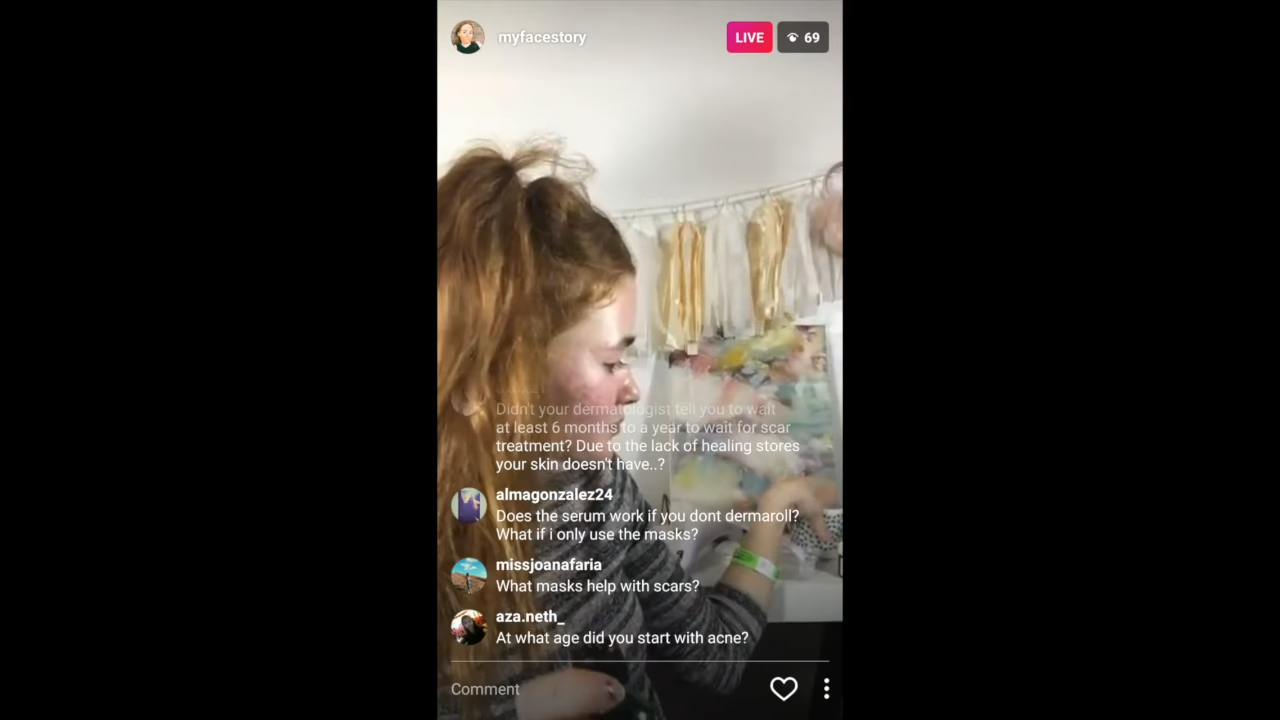 myfacestory
LIVE
69
Didn't your dermatologist tell you to wait
at least 6 months to a year to wait for scar
treatment? Due to the lack of healing stores
your skin doesn't have..?
almagonzalez24
Does the serum work if you dont dermaroll?
What if i only use the masks?
missjoanafaria
What masks help with scars?
aza.neth_
At what age did you start with acne?
Comment